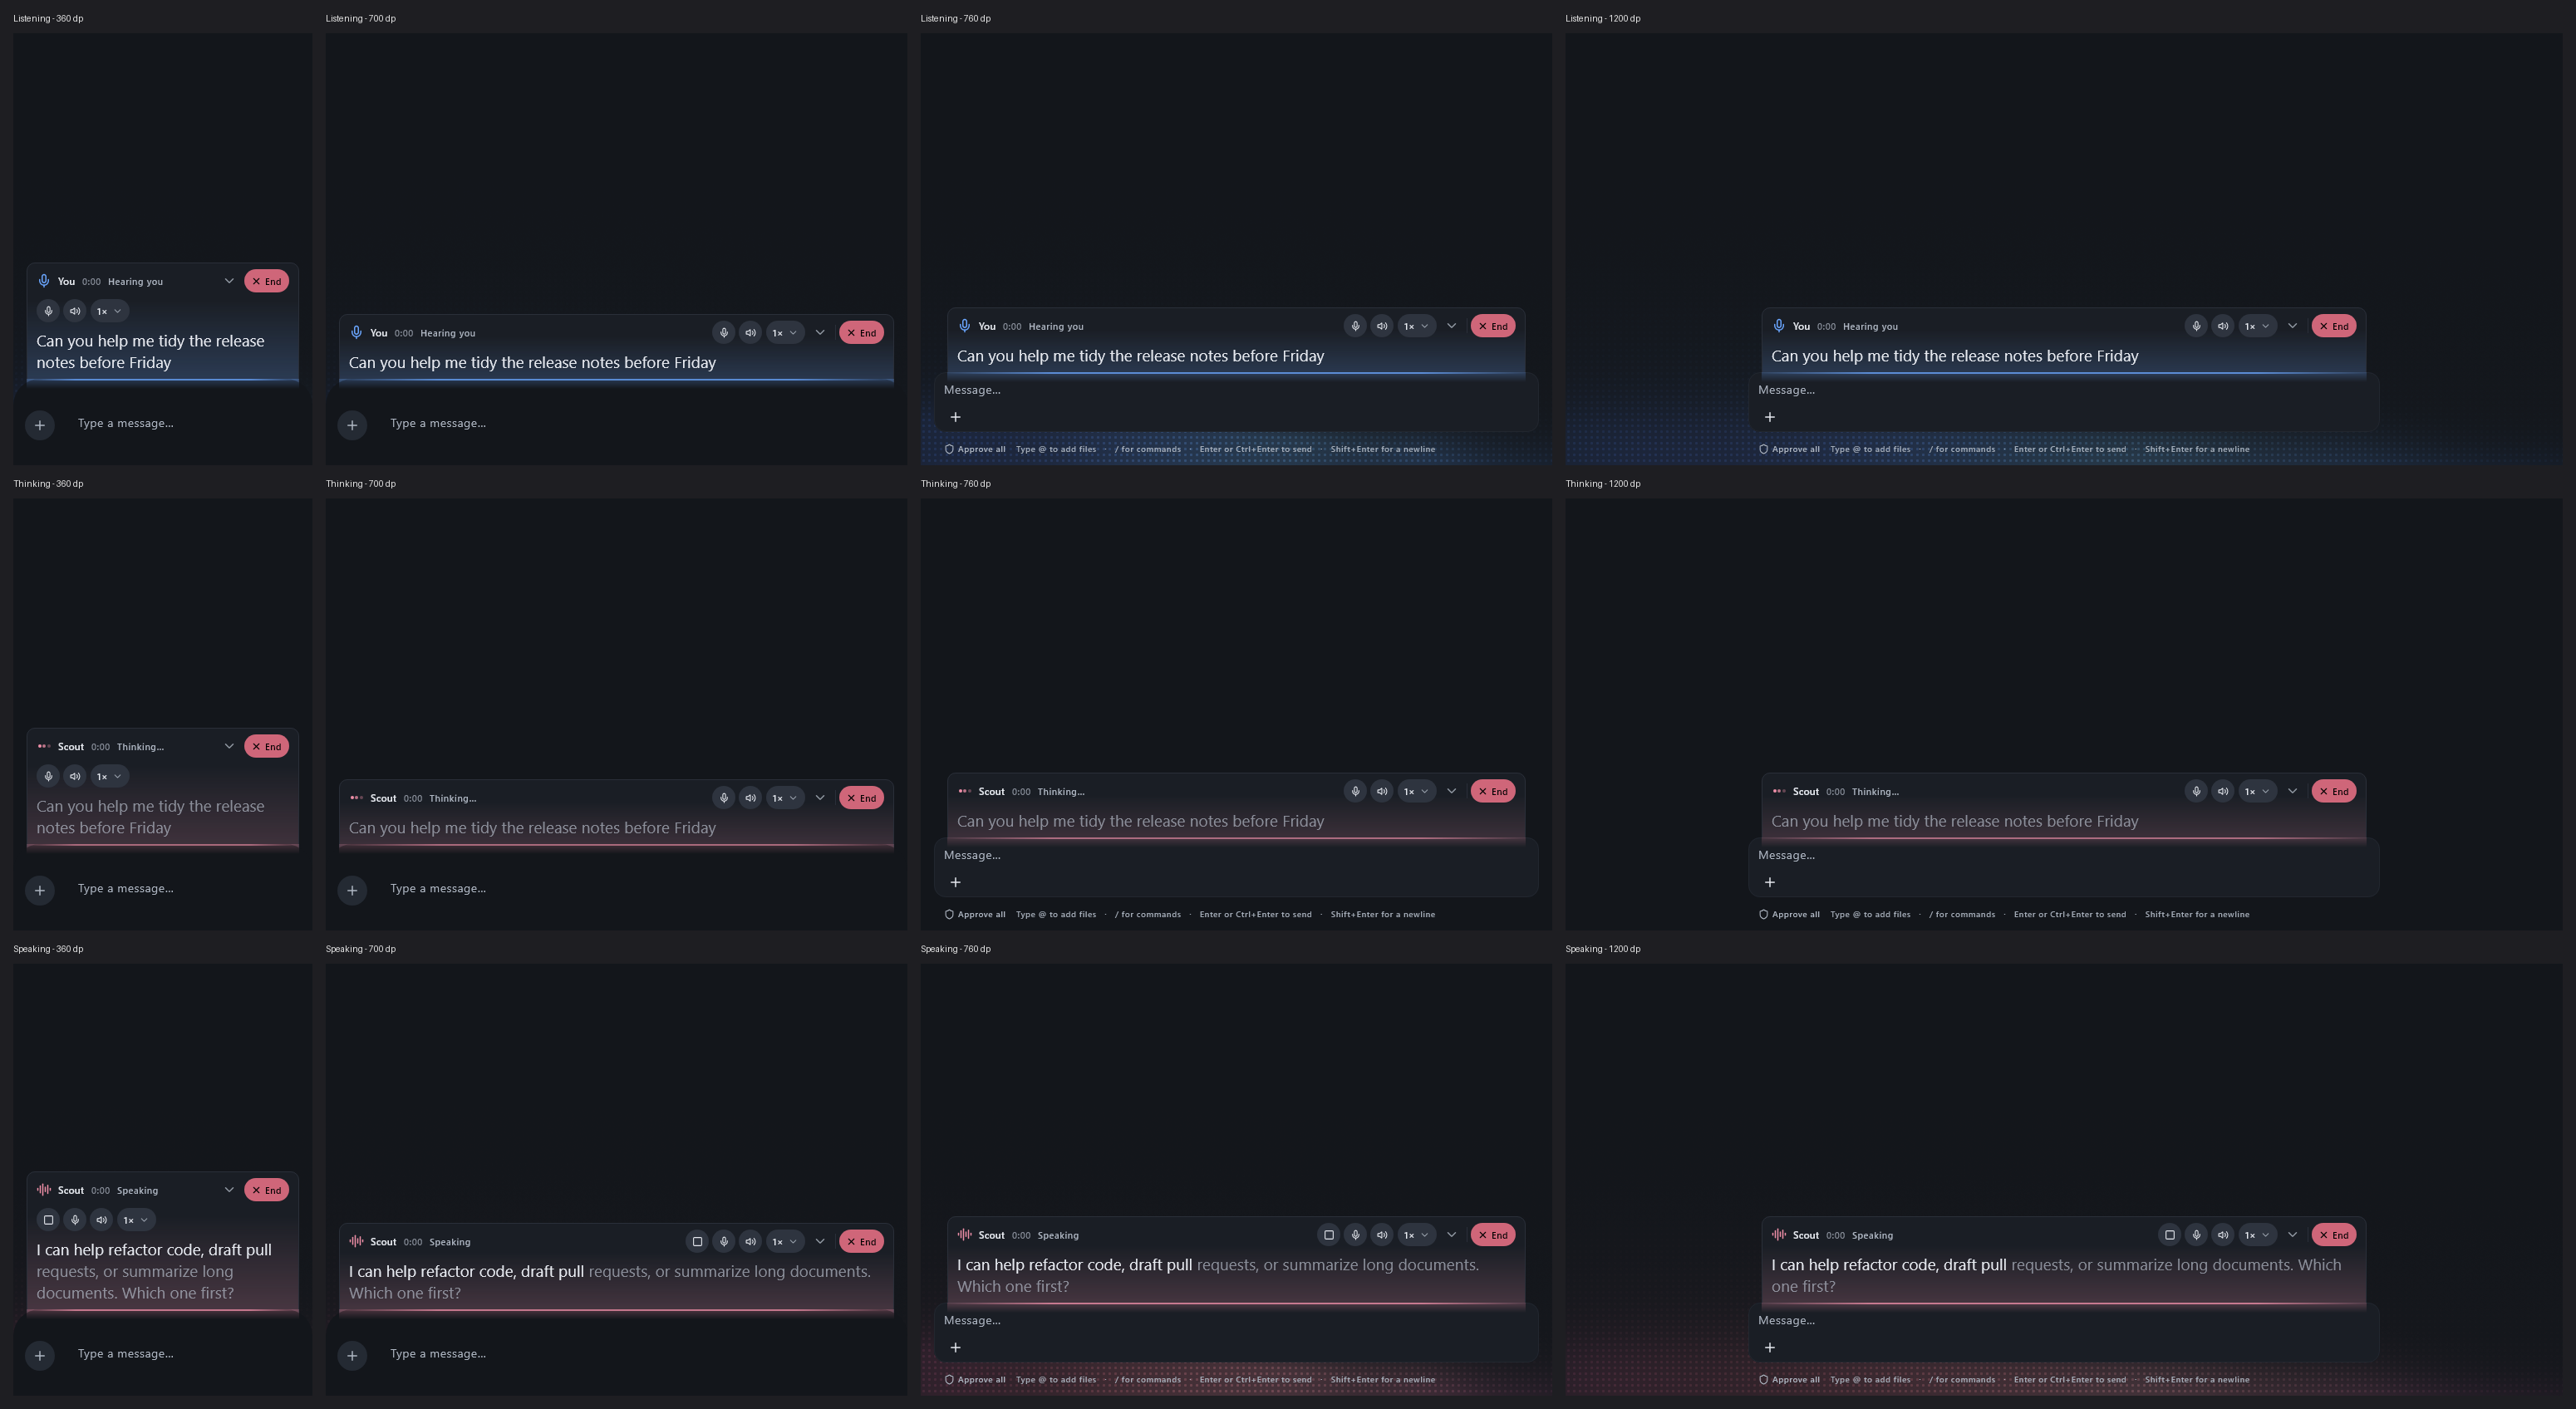 Listening - 360 dp
You 0:00 Hearing you
End
1×
Can you help me tidy the release
notes before Friday
Type a message...
Listening - 700 dp
You 0:00 Hearing you
1×
End
Can you help me tidy the release notes before Friday
Type a message...
Listening - 760 dp
You 0:00 Hearing you
1×
End
Can you help me tidy the release notes before Friday
Message...
Approve all Type @ to add files · / for commands · Enter or Ctrl+Enter to send · Shift+Enter for a newline
Listening - 1200 dp
You 0:00 Hearing you
1×
End
Can you help me tidy the release notes before Friday
Message...
Approve all Type @ to add files · / for commands · Enter or Ctrl+Enter to send · Shift+Enter for a newline
Thinking - 360 dp
Scout 0:00 Thinking...
End
1×
Can you help me tidy the release
notes before Friday
Type a message...
Thinking - 700 dp
Scout 0:00 Thinking...
1×
End
Can you help me tidy the release notes before Friday
Type a message...
Thinking - 760 dp
Scout 0:00 Thinking...
1×
End
Can you help me tidy the release notes before Friday
Message...
Approve all Type @ to add files · / for commands · Enter or Ctrl+Enter to send · Shift+Enter for a newline
Thinking - 1200 dp
Scout 0:00 Thinking...
1×
End
Can you help me tidy the release notes before Friday
Message...
Approve all Type @ to add files · / for commands · Enter or Ctrl+Enter to send · Shift+Enter for a newline
Speaking - 360 dp
Scout 0:00 Speaking
End
1×
I can help refactor code, draft pull
requests, or summarize long
documents. Which one first?
Type a message...
Speaking - 700 dp
Scout 0:00 Speaking
1×
End
I can help refactor code, draft pull requests, or summarize long documents.
Which one first?
Type a message...
Speaking - 760 dp
Scout 0:00 Speaking
1×
End
I can help refactor code, draft pull requests, or summarize long documents.
Which one first?
Message...
Approve all Type @ to add files · / for commands · Enter or Ctrl+Enter to send · Shift+Enter for a newline
Speaking - 1200 dp
Scout 0:00 Speaking
1×
End
I can help refactor code, draft pull requests, or summarize long documents. Which
one first?
Message...
Approve all Type @ to add files · / for commands · Enter or Ctrl+Enter to send · Shift+Enter for a newline